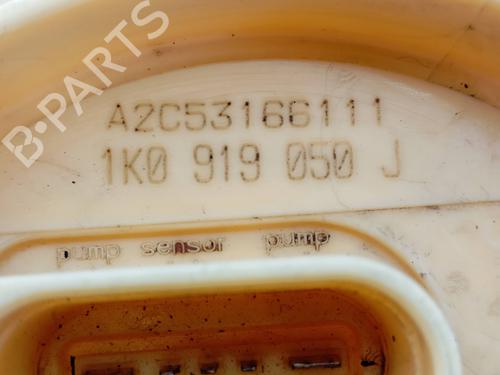 B-PARTS
A2C53166111
1K0 919 050 J
pump sensor pump